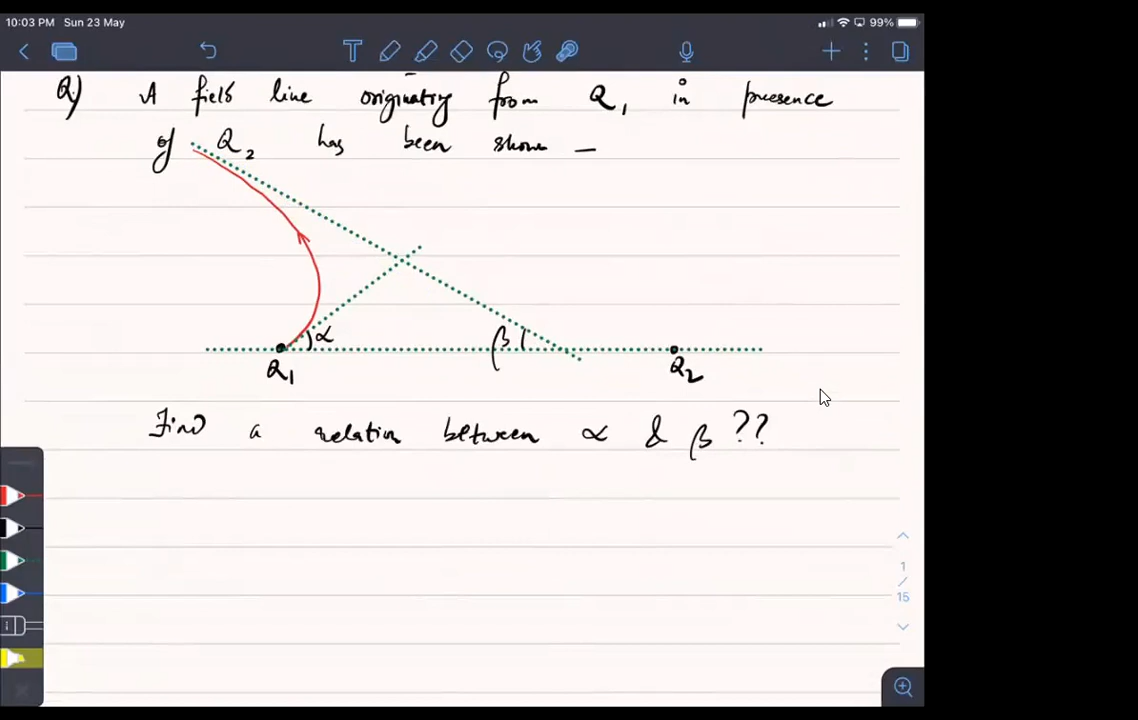 10:03 PM Sun 23 May 99%
Q) A field line originatry from Q1 in presence
of Q2 has been shown —
α
β
Q1
Q2
Find a relation between α & β ??
1
/
15